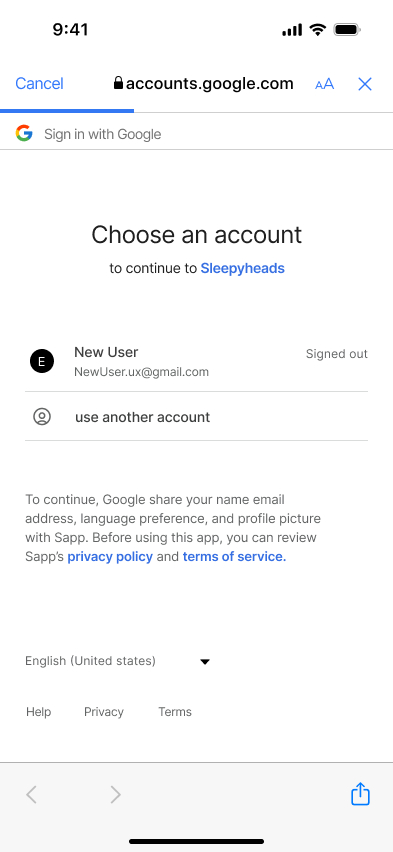 9:41
Cancel
accounts.google.com
AA
Sign in with Google
Choose an account
to continue to Sleepyheads
E
New User
Signed out
NewUser.ux@gmail.com
use another account
To continue, Google share your name email
address, language preference, and profile picture
with Sapp. Before using this app, you can review
Sapp's privacy policy and terms of service.
English (United states)
Help Privacy Terms